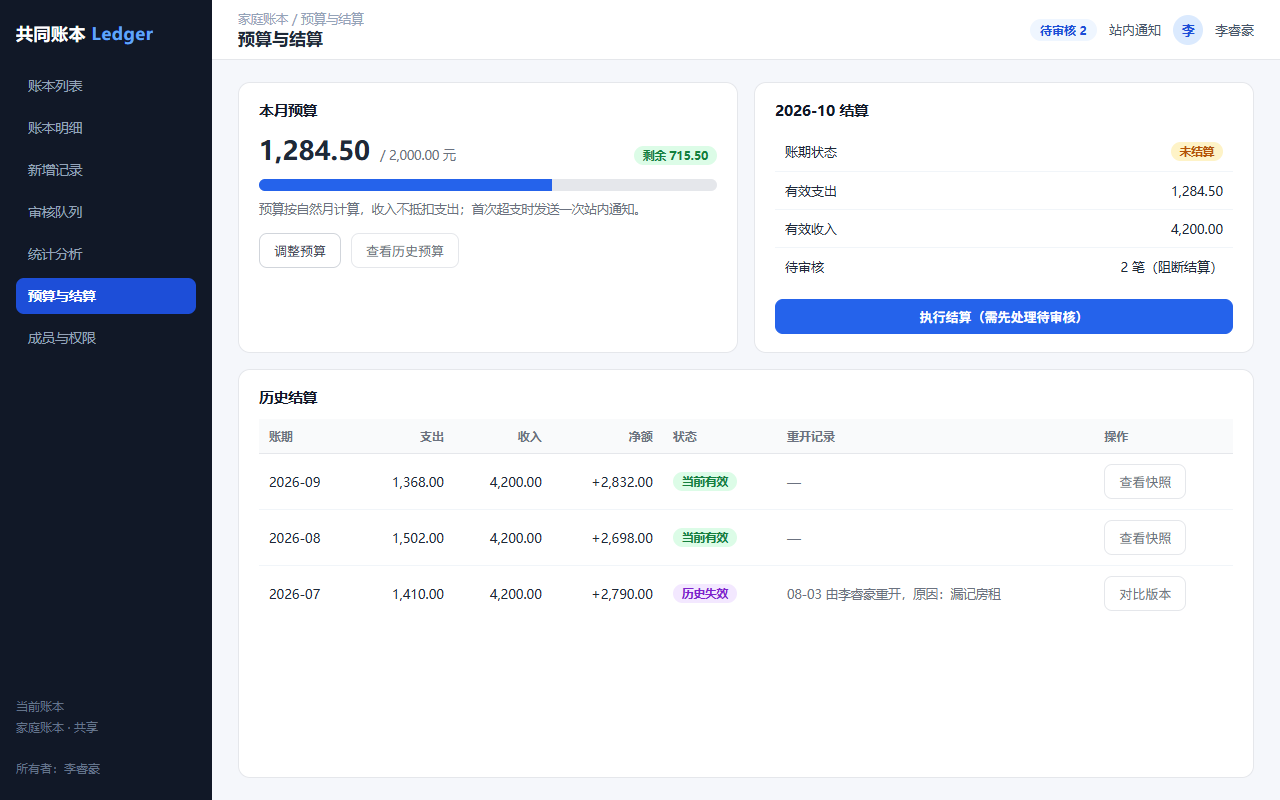 共同账本 Ledger
账本列表
账本明细
新增记录
审核队列
统计分析
预算与结算
成员与权限
当前账本
家庭账本 · 共享
所有者：李睿豪
家庭账本 / 预算与结算
预算与结算
待审核 2 站内通知 李 李睿豪
本月预算
1,284.50 / 2,000.00 元 剩余 715.50
预算按自然月计算，收入不抵扣支出；首次超支时发送一次站内通知。
调整预算 查看历史预算
2026-10 结算
账期状态 未结算
有效支出 1,284.50
有效收入 4,200.00
待审核 2 笔（阻断结算）
执行结算（需先处理待审核）
历史结算
账期 支出 收入 净额 状态 重开记录 操作
2026-09 1,368.00 4,200.00 +2,832.00 当前有效 — 查看快照
2026-08 1,502.00 4,200.00 +2,698.00 当前有效 — 查看快照
2026-07 1,410.00 4,200.00 +2,790.00 历史失效 08-03 由李睿豪重开，原因：漏记房租 对比版本